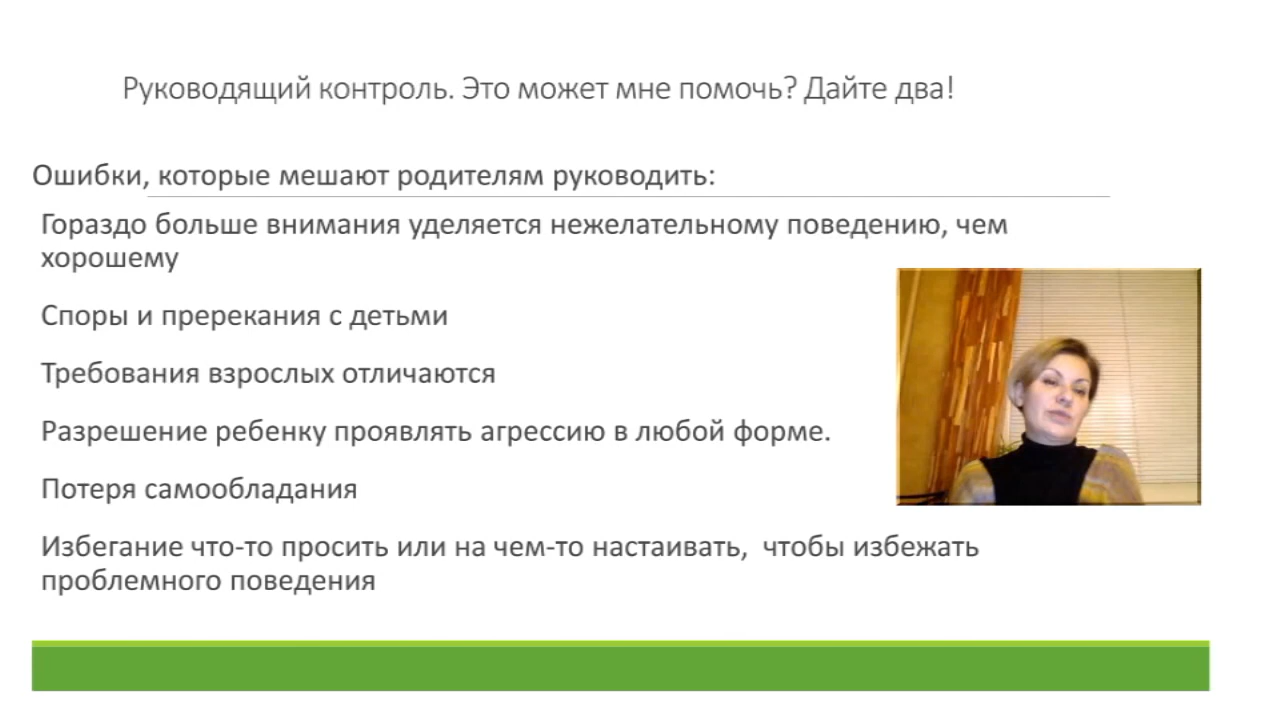 Руководящий контроль. Это может мне помочь? Дайте два!
Ошибки, которые мешают родителям руководить:
Гораздо больше внимания уделяется нежелательному поведению, чем
хорошему
Споры и пререкания с детьми
Требования взрослых отличаются
Разрешение ребенку проявлять агрессию в любой форме.
Потеря самообладания
Избегание что-то просить или на чем-то настаивать,  чтобы избежать
проблемного поведения